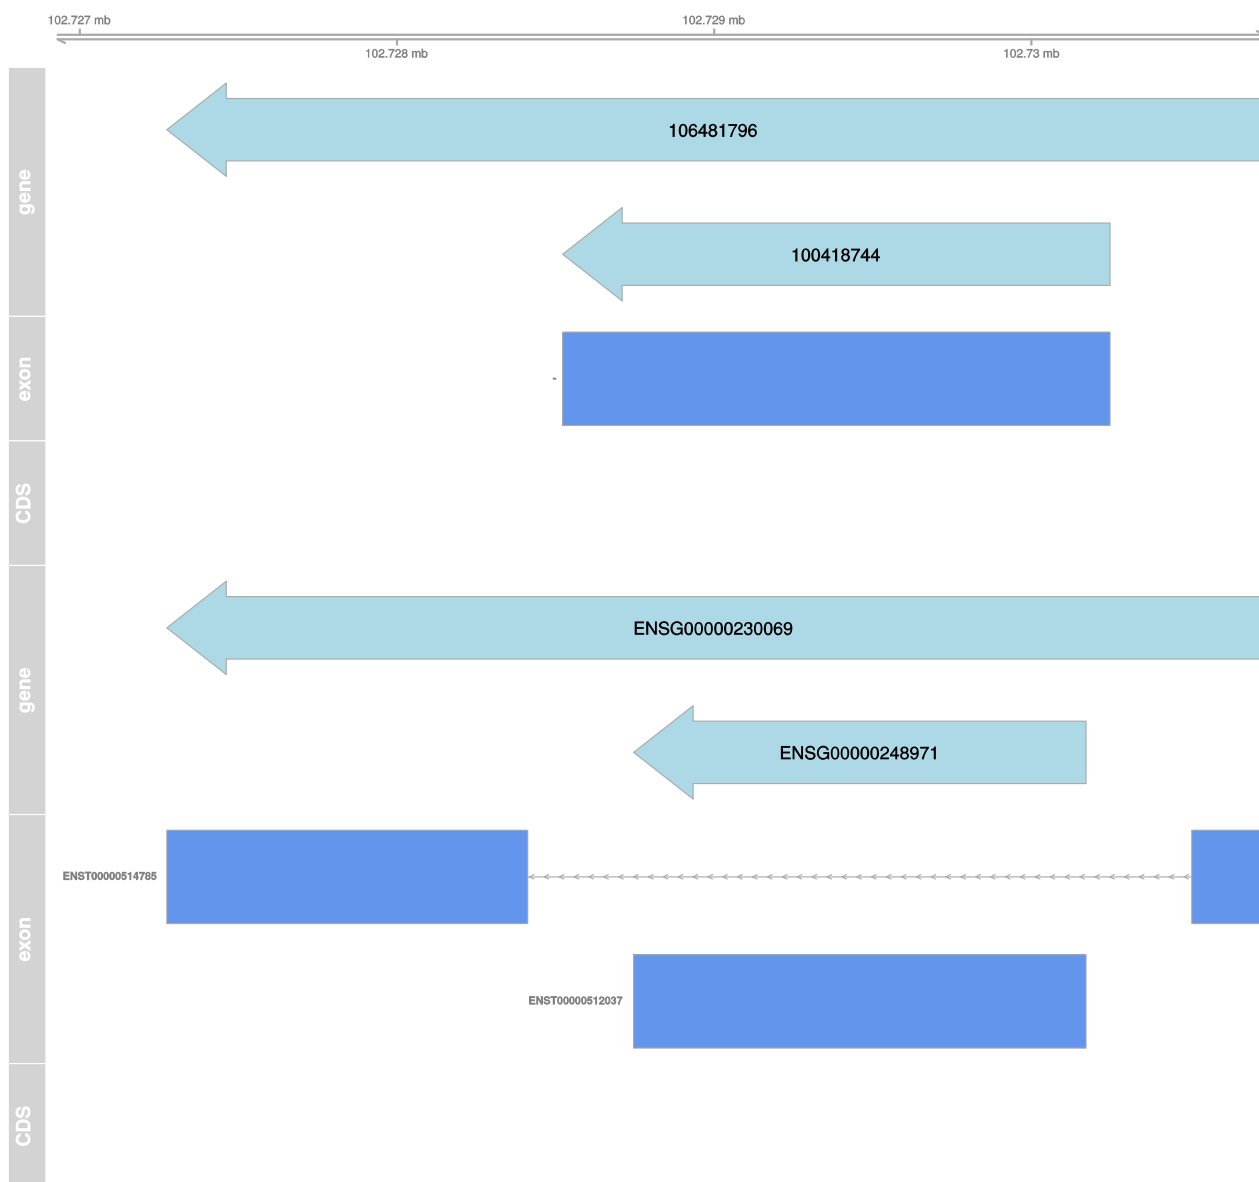 102.727 mb
102.729 mb
102.728 mb
102.73 mb
gene
106481796
100418744
exon
-
CDS
gene
ENSG00000230069
ENSG00000248971
exon
ENST00000514785
ENST00000512037
CDS